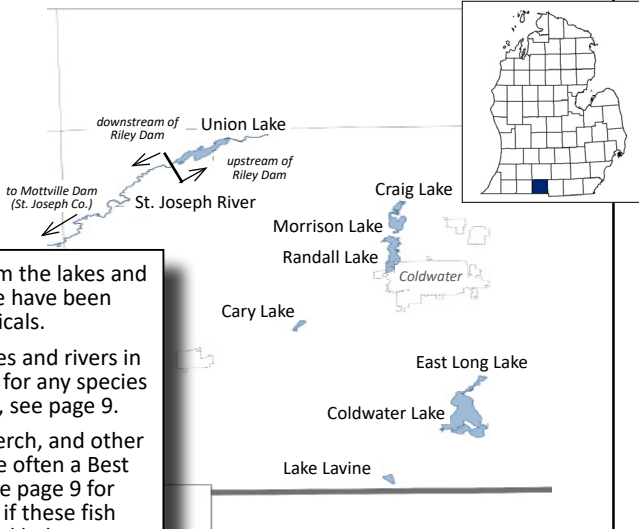 downstream of
Riley Dam
Union Lake
upstream of
Riley Dam
to Mottville Dam
(St. Joseph Co.)
St. Joseph River
Craig Lake
Morrison Lake
Randall Lake
Coldwater
Cary Lake
East Long Lake
Coldwater Lake
Lake Lavine
m the lakes and
e have been
icals.
es and rivers in
for any species
, see page 9.
erch, and other
e often a Best
e page 9 for
if these fish